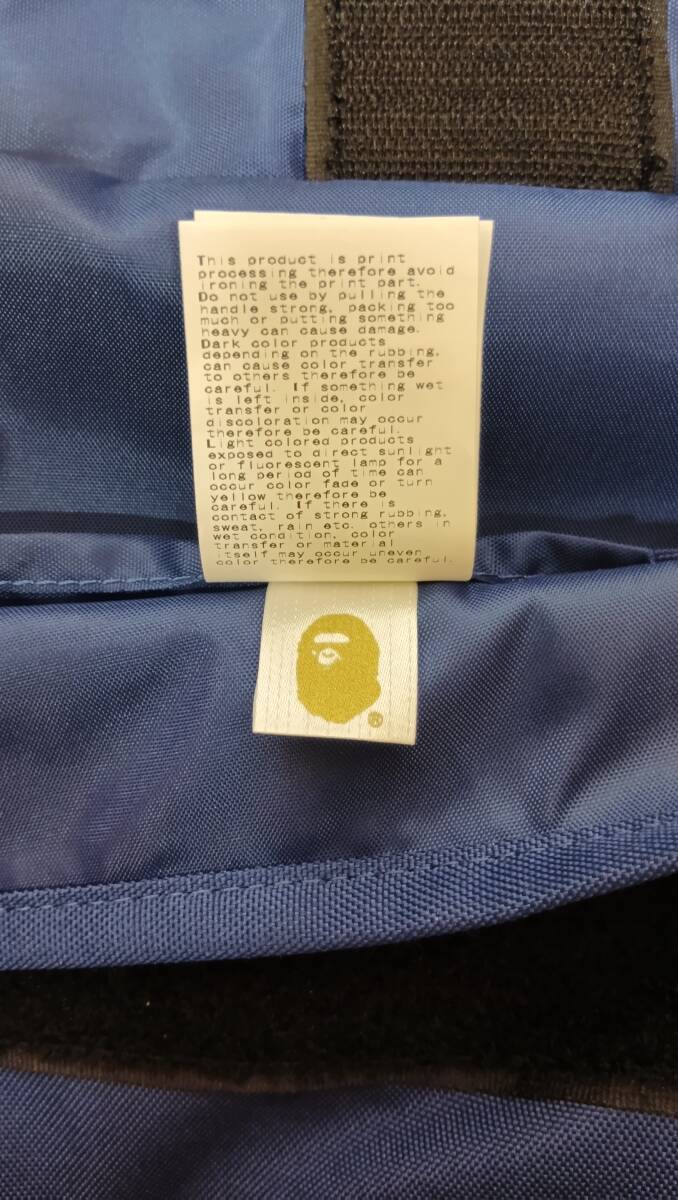 This product is print
processing therefore avoid
ironing the print part.
Do not use by pulling the
handle strong, packing too
much or putting something
heavy can cause damage.
Dark color products
depending on the rubbing,
can cause color transfer
to others therefore be
careful. If something wet
is left inside, color
transfer or color
discoloration may occur
therefore be careful.
Light colored products
exposed to direct sunlight
or fluorescent lamp for a
long period of time can
occur color fade or turn
yellow therefore be
careful. If there is
contact of strong rubbing,
sweat, rain etc. others in
wet condition, color
transfer or material
itself may occur uneven
color therefore be careful.
®